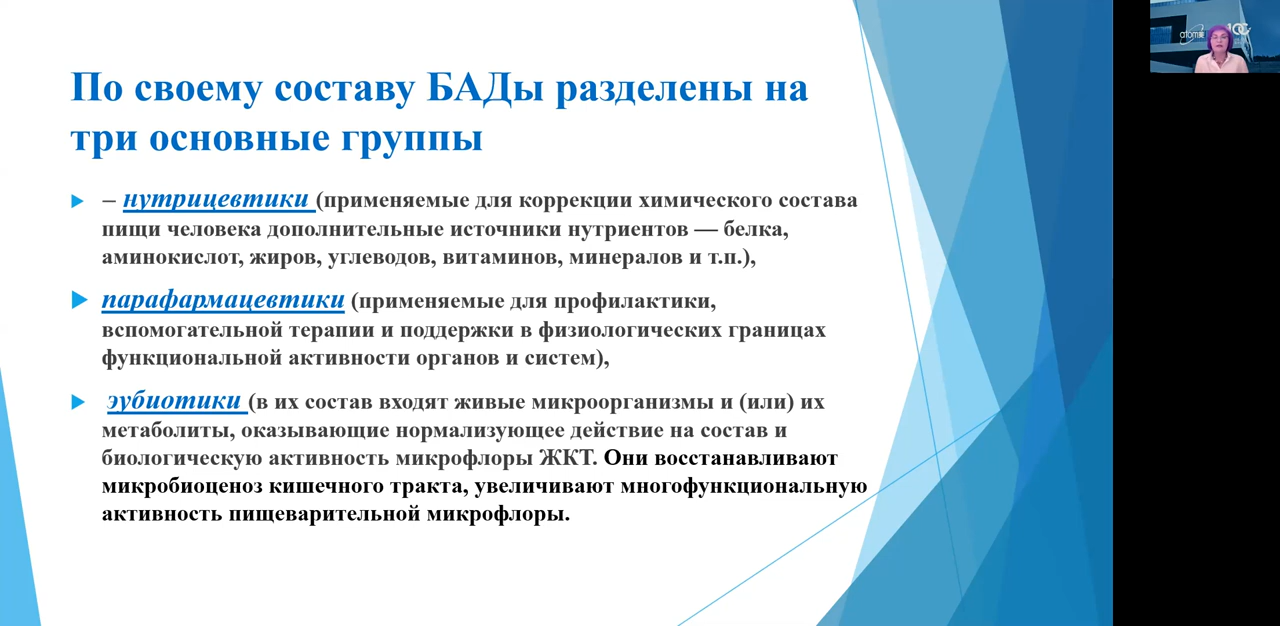 По своему составу БАДы разделены на
три основные группы
– нутрицевтики (применяемые для коррекции химического состава
пищи человека дополнительные источники нутриентов — белка,
аминокислот, жиров, углеводов, витаминов, минералов и т.п.),
парафармацевтики (применяемые для профилактики,
вспомогательной терапии и поддержки в физиологических границах
функциональной активности органов и систем),
эубиотики (в их состав входят живые микроорганизмы и (или) их
метаболиты, оказывающие нормализующее действие на состав и
биологическую активность микрофлоры ЖКТ. Они восстанавливают
микробиоценоз кишечного тракта, увеличивают многофункциональную
активность пищеварительной микрофлоры.